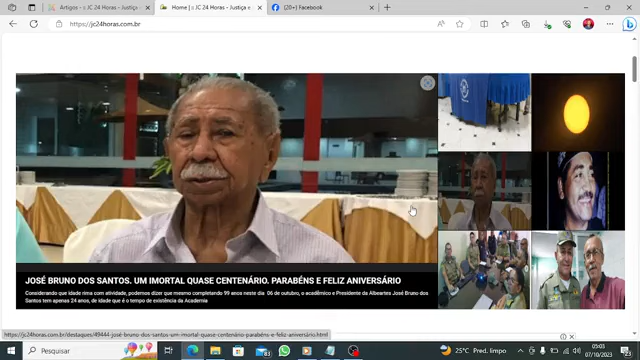 Artigos - :: JC 24 Horas - Justiça
Home | :: JC 24 Horas - Justiça e
(20+) Facebook
https://jc24horas.com.br
JOSÉ BRUNO DOS SANTOS. UM IMORTAL QUASE CENTENÁRIO. PARABÉNS E FELIZ ANIVERSÁRIO
Considerando que idade rima com atividade, podemos dizer que mesmo completando 99 anos neste dia 06 de outubro, o acadêmico e Presidente da Albeartes José Bruno dos
Santos tem apenas 24 anos, de idade que é o tempo de existência da Academia
https://jc24horas.com.br/destaques/49444-josé-bruno-dos-santos-um-imortal-quase-centenário-parabéns-e-feliz-aniversário.html
Pesquisar
25°C Pred. limpo
05:03
07/10/2023